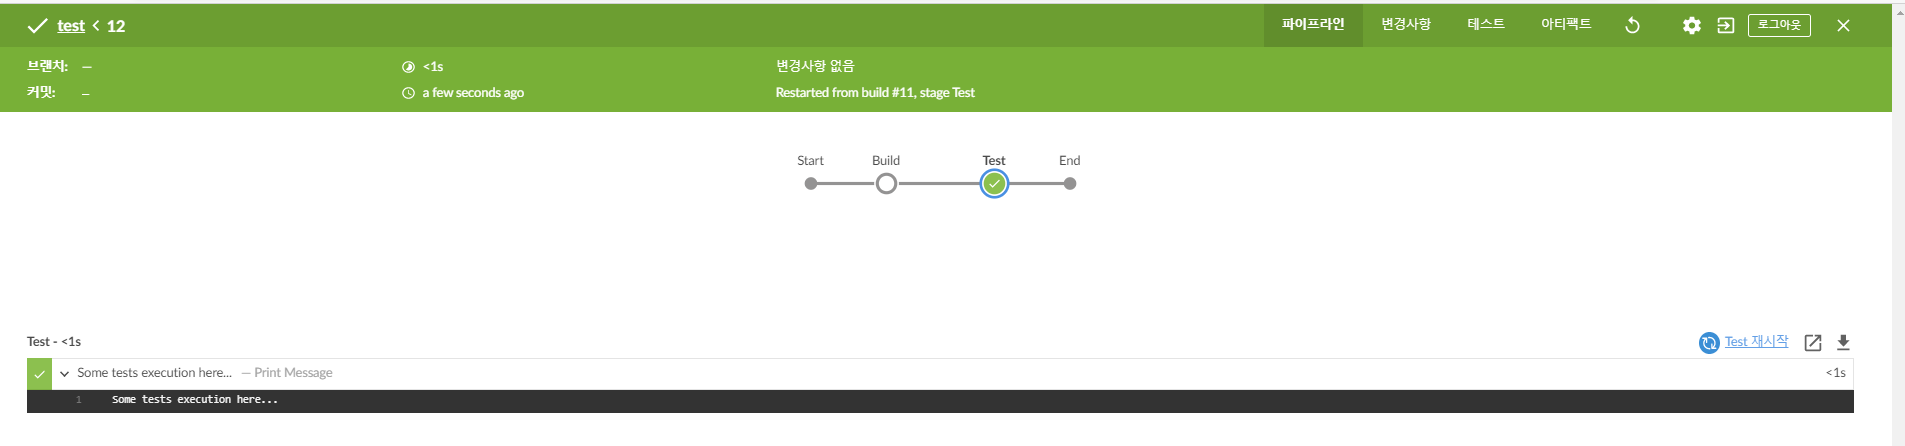 test < 12 파이프라인 변경사항 테스트 아티팩트 로그아웃
브랜치: — <1s 변경사항 없음
커밋: – a few seconds ago Restarted from build #11, stage Test
Start Build Test End
Test - <1s Test 재시작
Some tests execution here... — Print Message <1s
1 Some tests execution here...